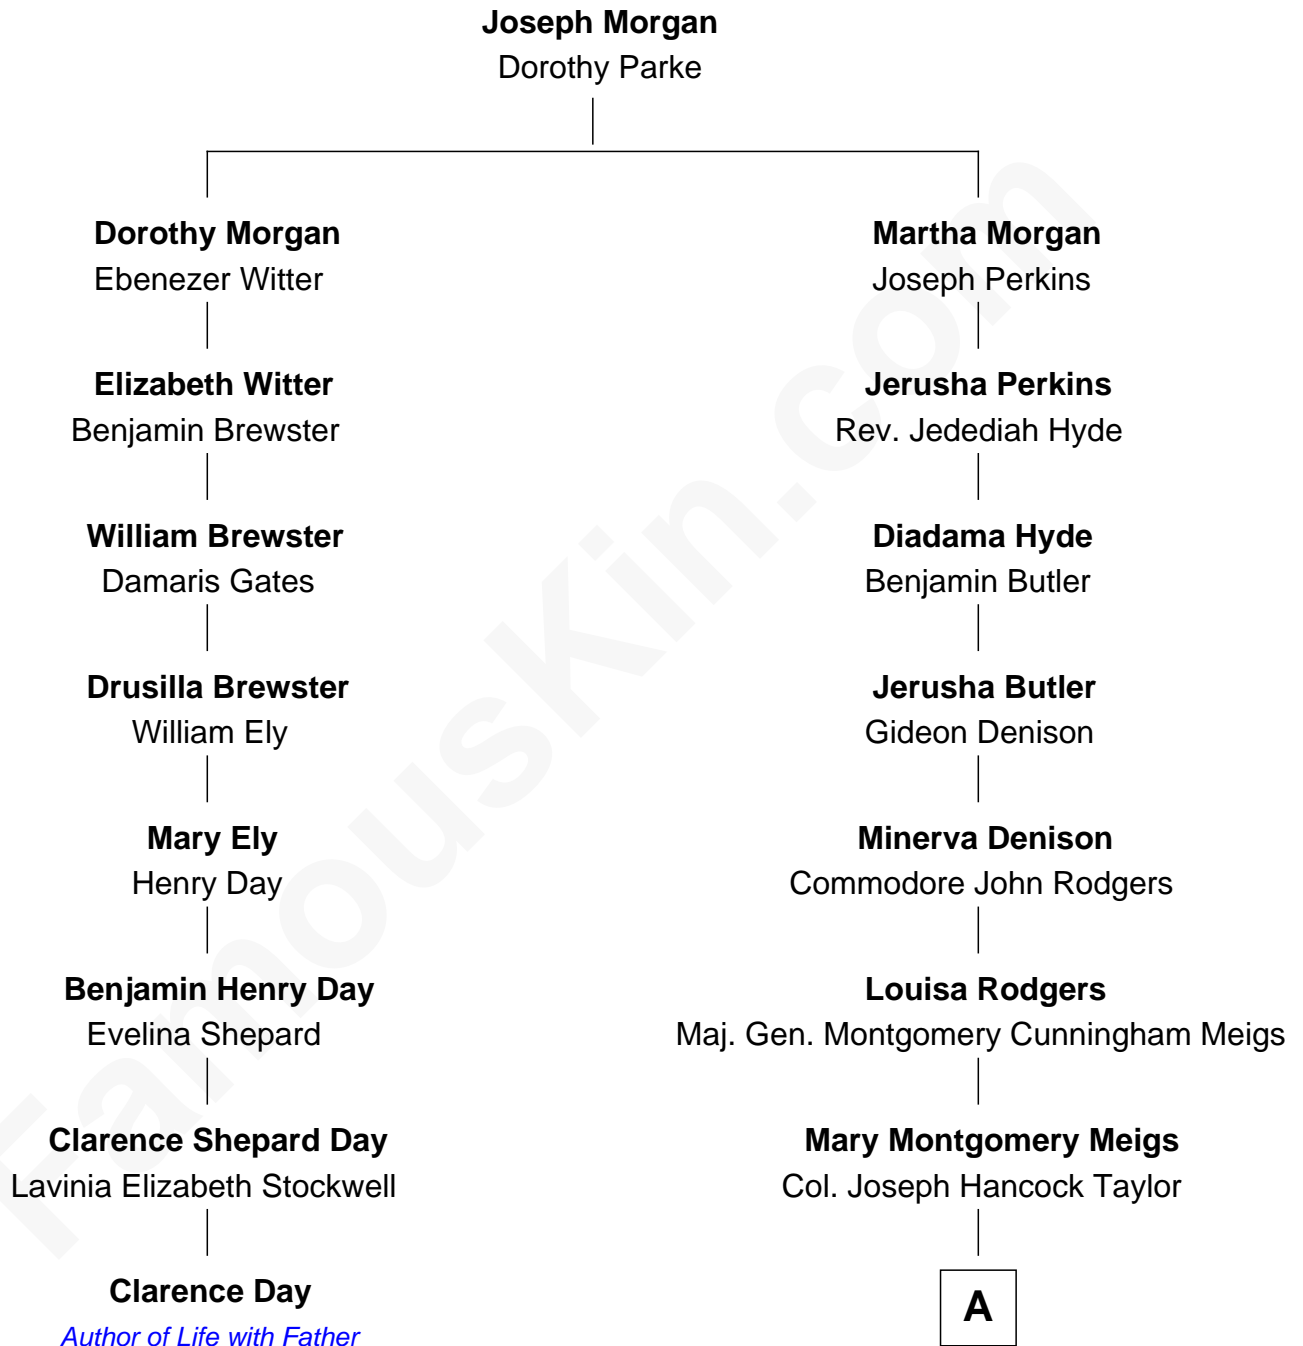 Joseph Morgan
Dorothy Parke
Dorothy Morgan
Ebenezer Witter
Martha Morgan
Joseph Perkins
Elizabeth Witter
Benjamin Brewster
Jerusha Perkins
Rev. Jedediah Hyde
William Brewster
Damaris Gates
Diadama Hyde
Benjamin Butler
Drusilla Brewster
William Ely
Jerusha Butler
Gideon Denison
Mary Ely
Henry Day
Minerva Denison
Commodore John Rodgers
Benjamin Henry Day
Evelina Shepard
Louisa Rodgers
Maj. Gen. Montgomery Cunningham Meigs
Clarence Shepard Day
Lavinia Elizabeth Stockwell
Mary Montgomery Meigs
Col. Joseph Hancock Taylor
Clarence Day
Author of Life with Father
A
FamousKin.com